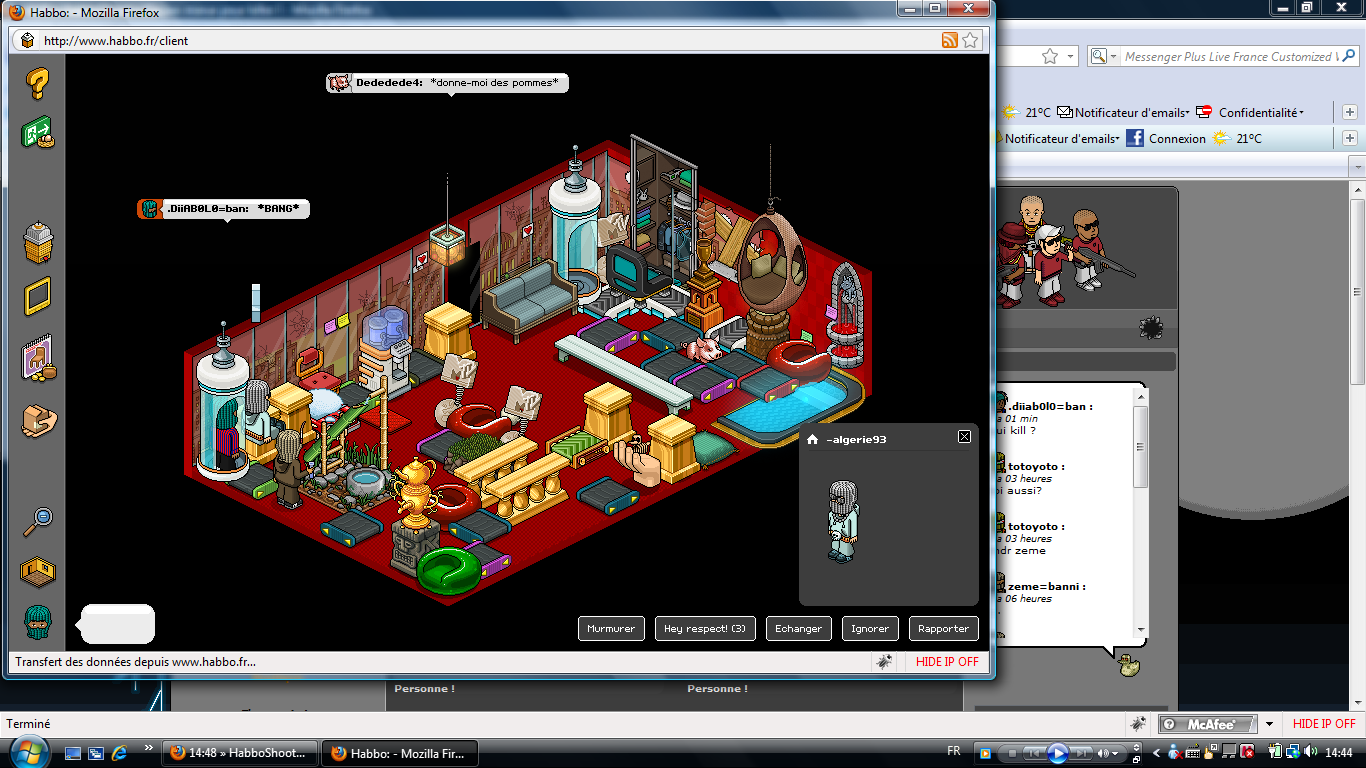 Habbo: - Mozilla Firefox
http://www.habbo.fr/client
Messenger Plus Live France Customized
21°C Notificateur d'emails Confidentialité
Notificateur d'emails Connexion 21°C
Dedede4: *donne-moi des pommes*
.DiiAB0L0=ban: *BANG*
MTV
MTV
MTV
-algerie93
Murmurer Hey respect! (3) Echanger Ignorer Rapporter
Transfert des données depuis www.habbo.fr...
HIDE IP OFF
.diiab0l0=ban :
a 01 min
ui kill ?
totoyoto :
a 03 heures
oi aussi?
totoyoto :
a 03 heures
ndr zeme
zeme=banni :
a 06 heures
Personne ! Personne !
Terminé
McAfee
HIDE IP OFF
14:48 » HabboShoot...
Habbo: - Mozilla Fir...
FR
14:44